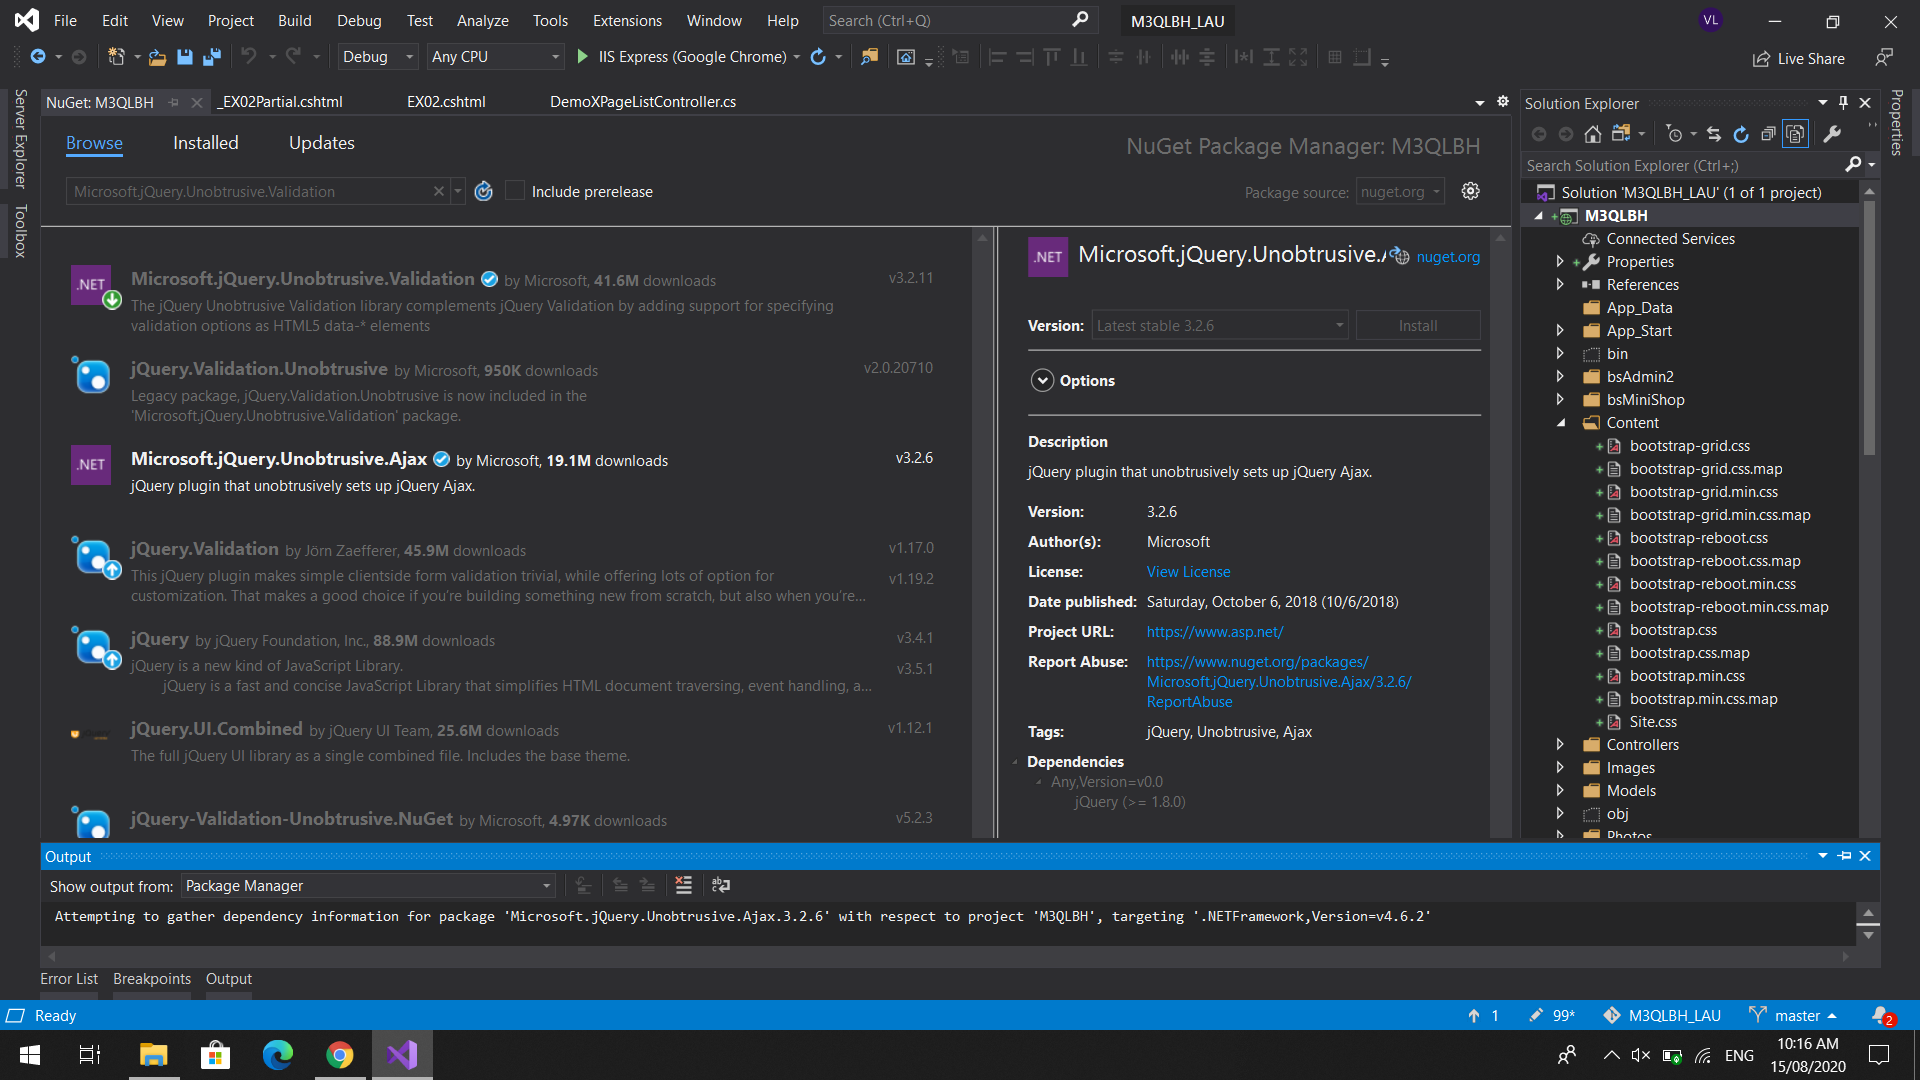 File Edit View Project Build Debug Test Analyze Tools Extensions Window Help Search (Ctrl+Q) M3QLBH_LAU VL
Debug Any CPU IIS Express (Google Chrome) Live Share
Server Explorer
Toolbox
NuGet: M3QLBH _EX02Partial.cshtml EX02.cshtml DemoXPageListController.cs
Browse Installed Updates NuGet Package Manager: M3QLBH
Microsoft.jQuery.Unobtrusive.Validation Include prerelease Package source: nuget.org
.NET Microsoft.jQuery.Unobtrusive.Validation by Microsoft, 41.6M downloads v3.2.11
The jQuery Unobtrusive Validation library complements jQuery Validation by adding support for specifying
validation options as HTML5 data-* elements
jQuery.Validation.Unobtrusive by Microsoft, 950K downloads v2.0.20710
Legacy package, jQuery.Validation.Unobtrusive is now included in the
'Microsoft.jQuery.Unobtrusive.Validation' package.
.NET Microsoft.jQuery.Unobtrusive.Ajax by Microsoft, 19.1M downloads v3.2.6
jQuery plugin that unobtrusively sets up jQuery Ajax.
jQuery.Validation by Jörn Zaefferer, 45.9M downloads v1.17.0
This jQuery plugin makes simple clientside form validation trivial, while offering lots of option for v1.19.2
customization. That makes a good choice if you're building something new from scratch, but also when you're...
jQuery by jQuery Foundation, Inc., 88.9M downloads v3.4.1
jQuery is a new kind of JavaScript Library. v3.5.1
jQuery is a fast and concise JavaScript Library that simplifies HTML document traversing, event handling, a...
jQuery.UI.Combined by jQuery UI Team, 25.6M downloads v1.12.1
The full jQuery UI library as a single combined file. Includes the base theme.
jQuery-Validation-Unobtrusive.NuGet by Microsoft, 4.97K downloads v5.2.3
.NET Microsoft.jQuery.Unobtrusive.A nuget.org
Version: Latest stable 3.2.6 Install
Options
Description
jQuery plugin that unobtrusively sets up jQuery Ajax.
Version: 3.2.6
Author(s): Microsoft
License: View License
Date published: Saturday, October 6, 2018 (10/6/2018)
Project URL: https://www.asp.net/
Report Abuse: https://www.nuget.org/packages/
Microsoft.jQuery.Unobtrusive.Ajax/3.2.6/
ReportAbuse
Tags: jQuery, Unobtrusive, Ajax
Dependencies
Any,Version=v0.0
jQuery (>= 1.8.0)
Solution Explorer
Search Solution Explorer (Ctrl+;)
Solution 'M3QLBH_LAU' (1 of 1 project)
M3QLBH
Connected Services
Properties
References
App_Data
App_Start
bin
bsAdmin2
bsMiniShop
Content
bootstrap-grid.css
bootstrap-grid.css.map
bootstrap-grid.min.css
bootstrap-grid.min.css.map
bootstrap-reboot.css
bootstrap-reboot.css.map
bootstrap-reboot.min.css
bootstrap-reboot.min.css.map
bootstrap.css
bootstrap.css.map
bootstrap.min.css
bootstrap.min.css.map
Site.css
Controllers
Images
Models
obj
Photos
Properties
Output
Show output from: Package Manager
Attempting to gather dependency information for package 'Microsoft.jQuery.Unobtrusive.Ajax.3.2.6' with respect to project 'M3QLBH', targeting '.NETFramework,Version=v4.6.2'
Error List Breakpoints Output
Ready 1 99* M3QLBH_LAU master 2
ENG 10:16 AM
15/08/2020